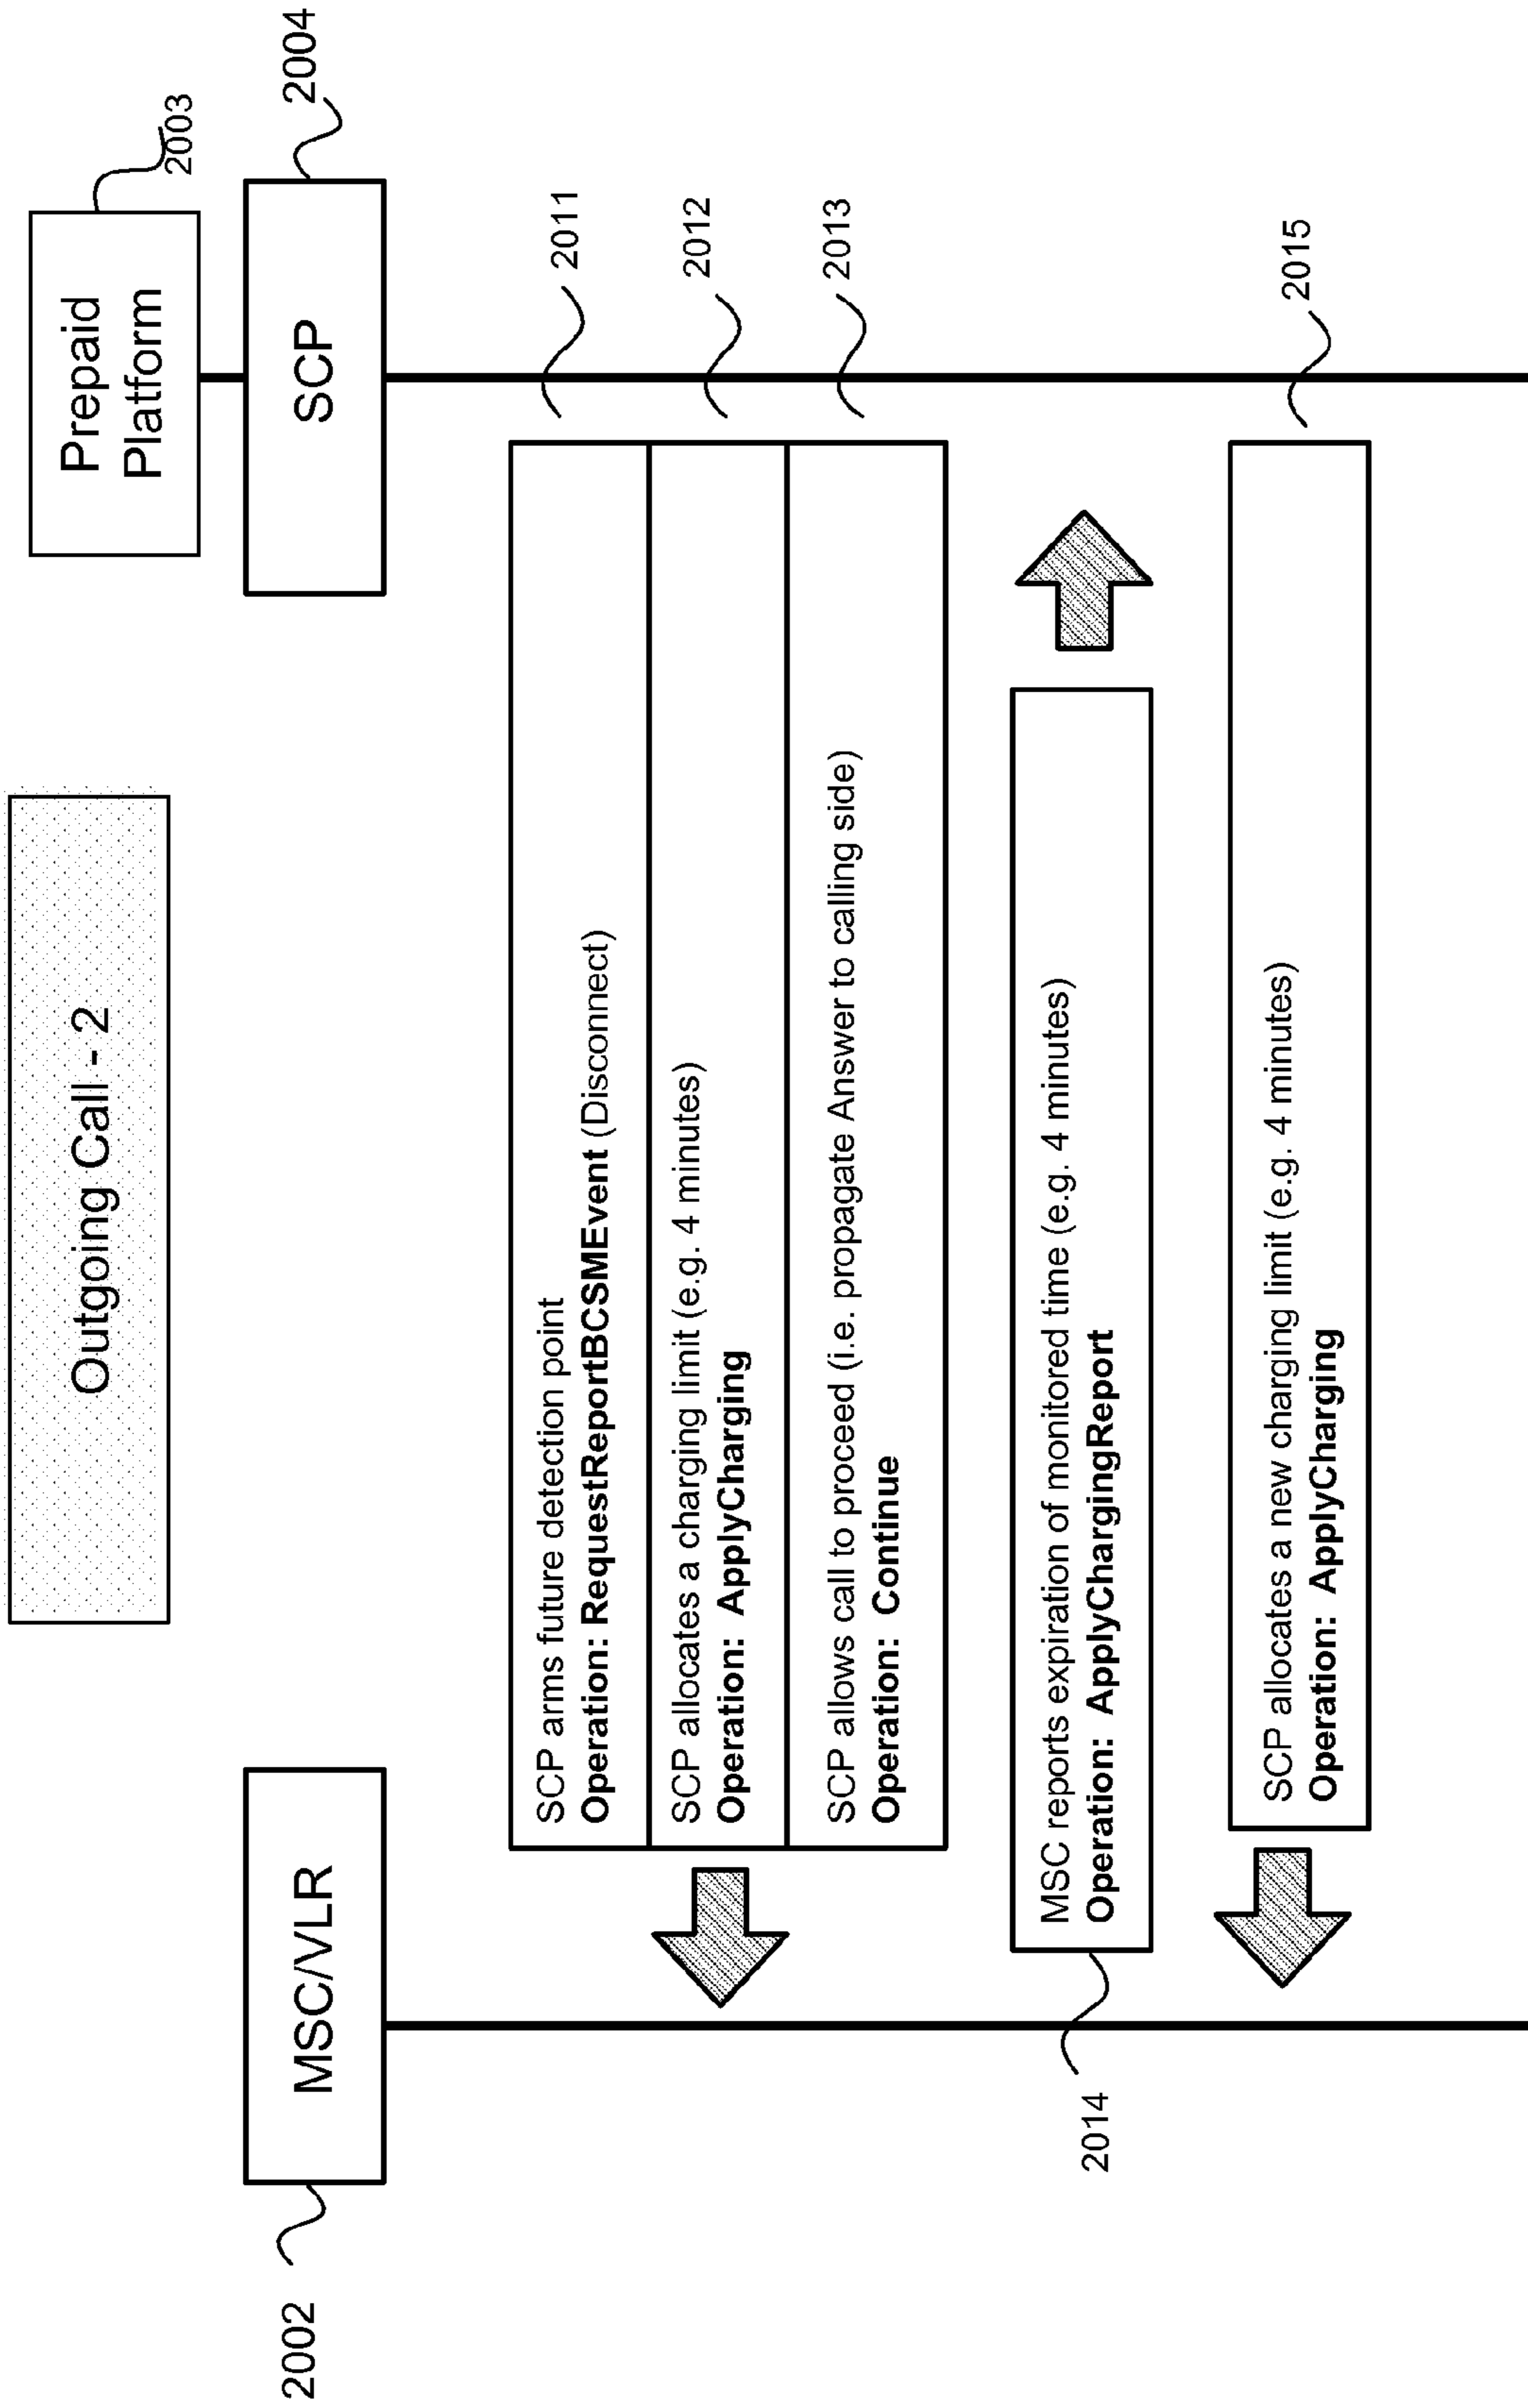 Outgoing Call - 2
Prepaid
Platform
2003
2002
MSC/VLR
SCP
2004
SCP arms future detection point
Operation: RequestReportBCSMEvent (Disconnect)
2011
SCP allocates a charging limit (e.g. 4 minutes)
Operation: ApplyCharging
2012
SCP allows call to proceed (i.e. propagate Answer to calling side)
Operation: Continue
2013
2014
MSC reports expiration of monitored time (e.g. 4 minutes)
Operation: ApplyChargingReport
SCP allocates a new charging limit (e.g. 4 minutes)
Operation: ApplyCharging
2015